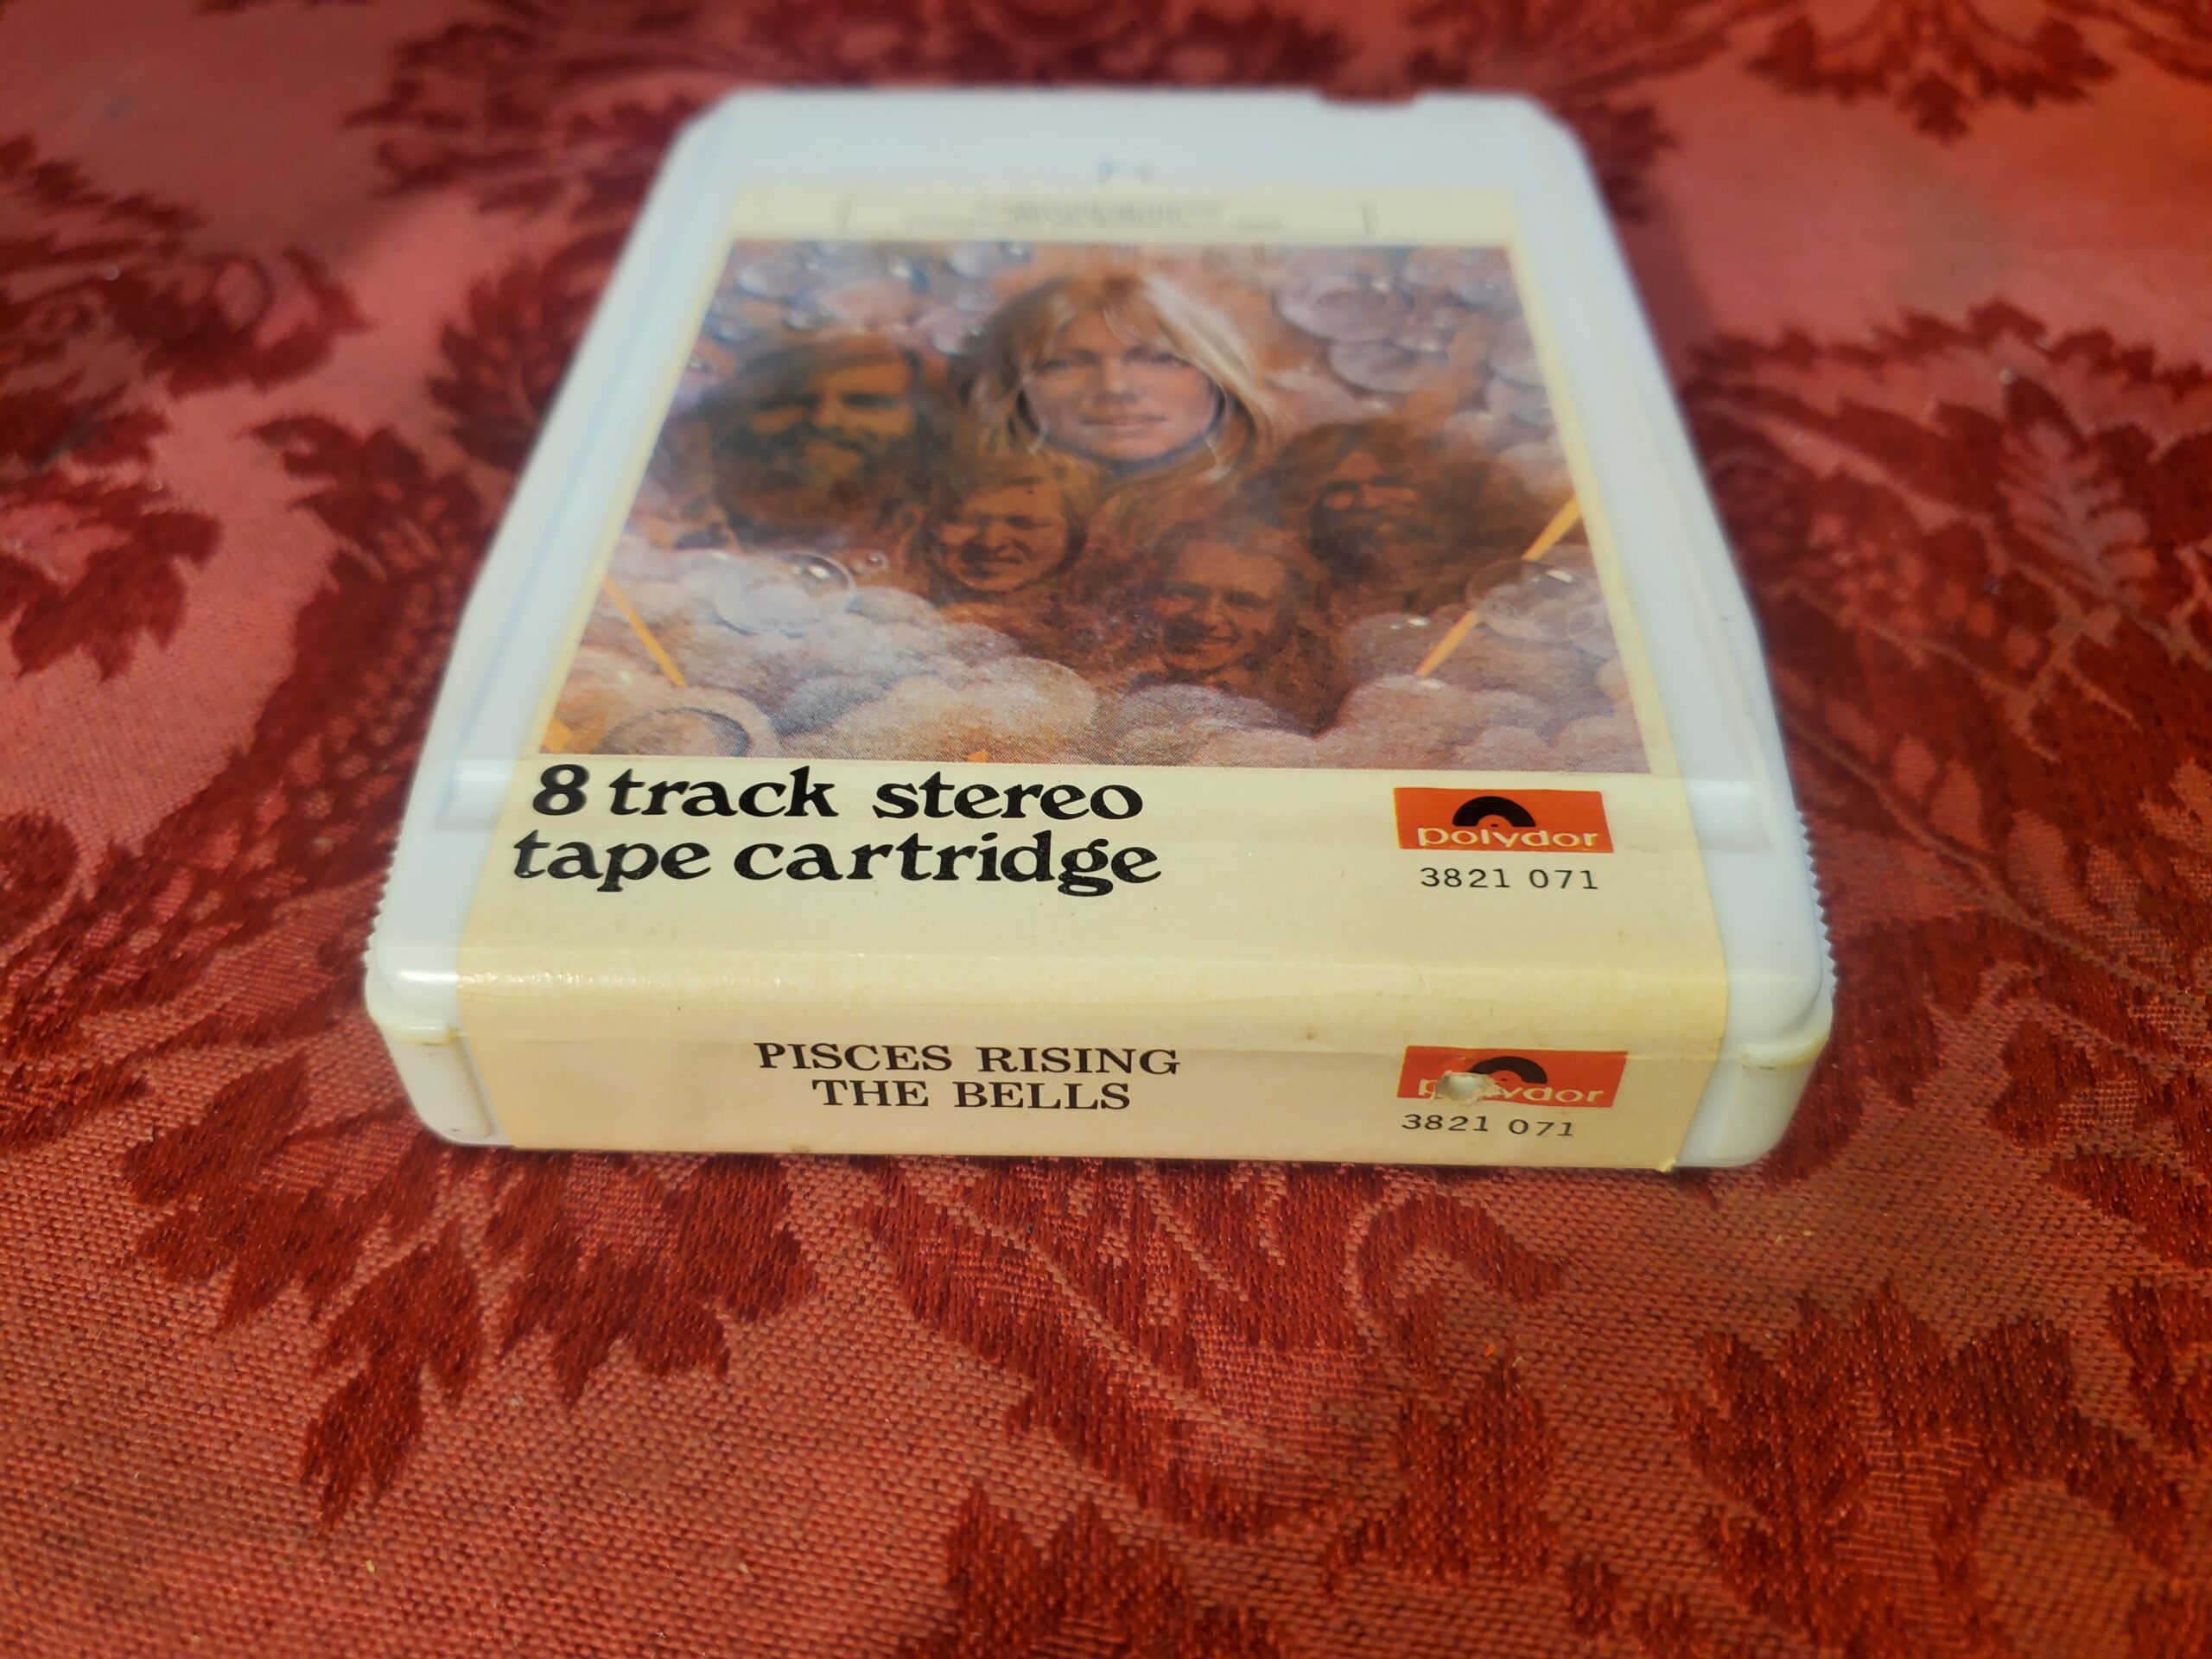 8 track stereo
tape cartridge
polydor
3821 071
PISCES RISING
THE BELLS
polydor
3821 071